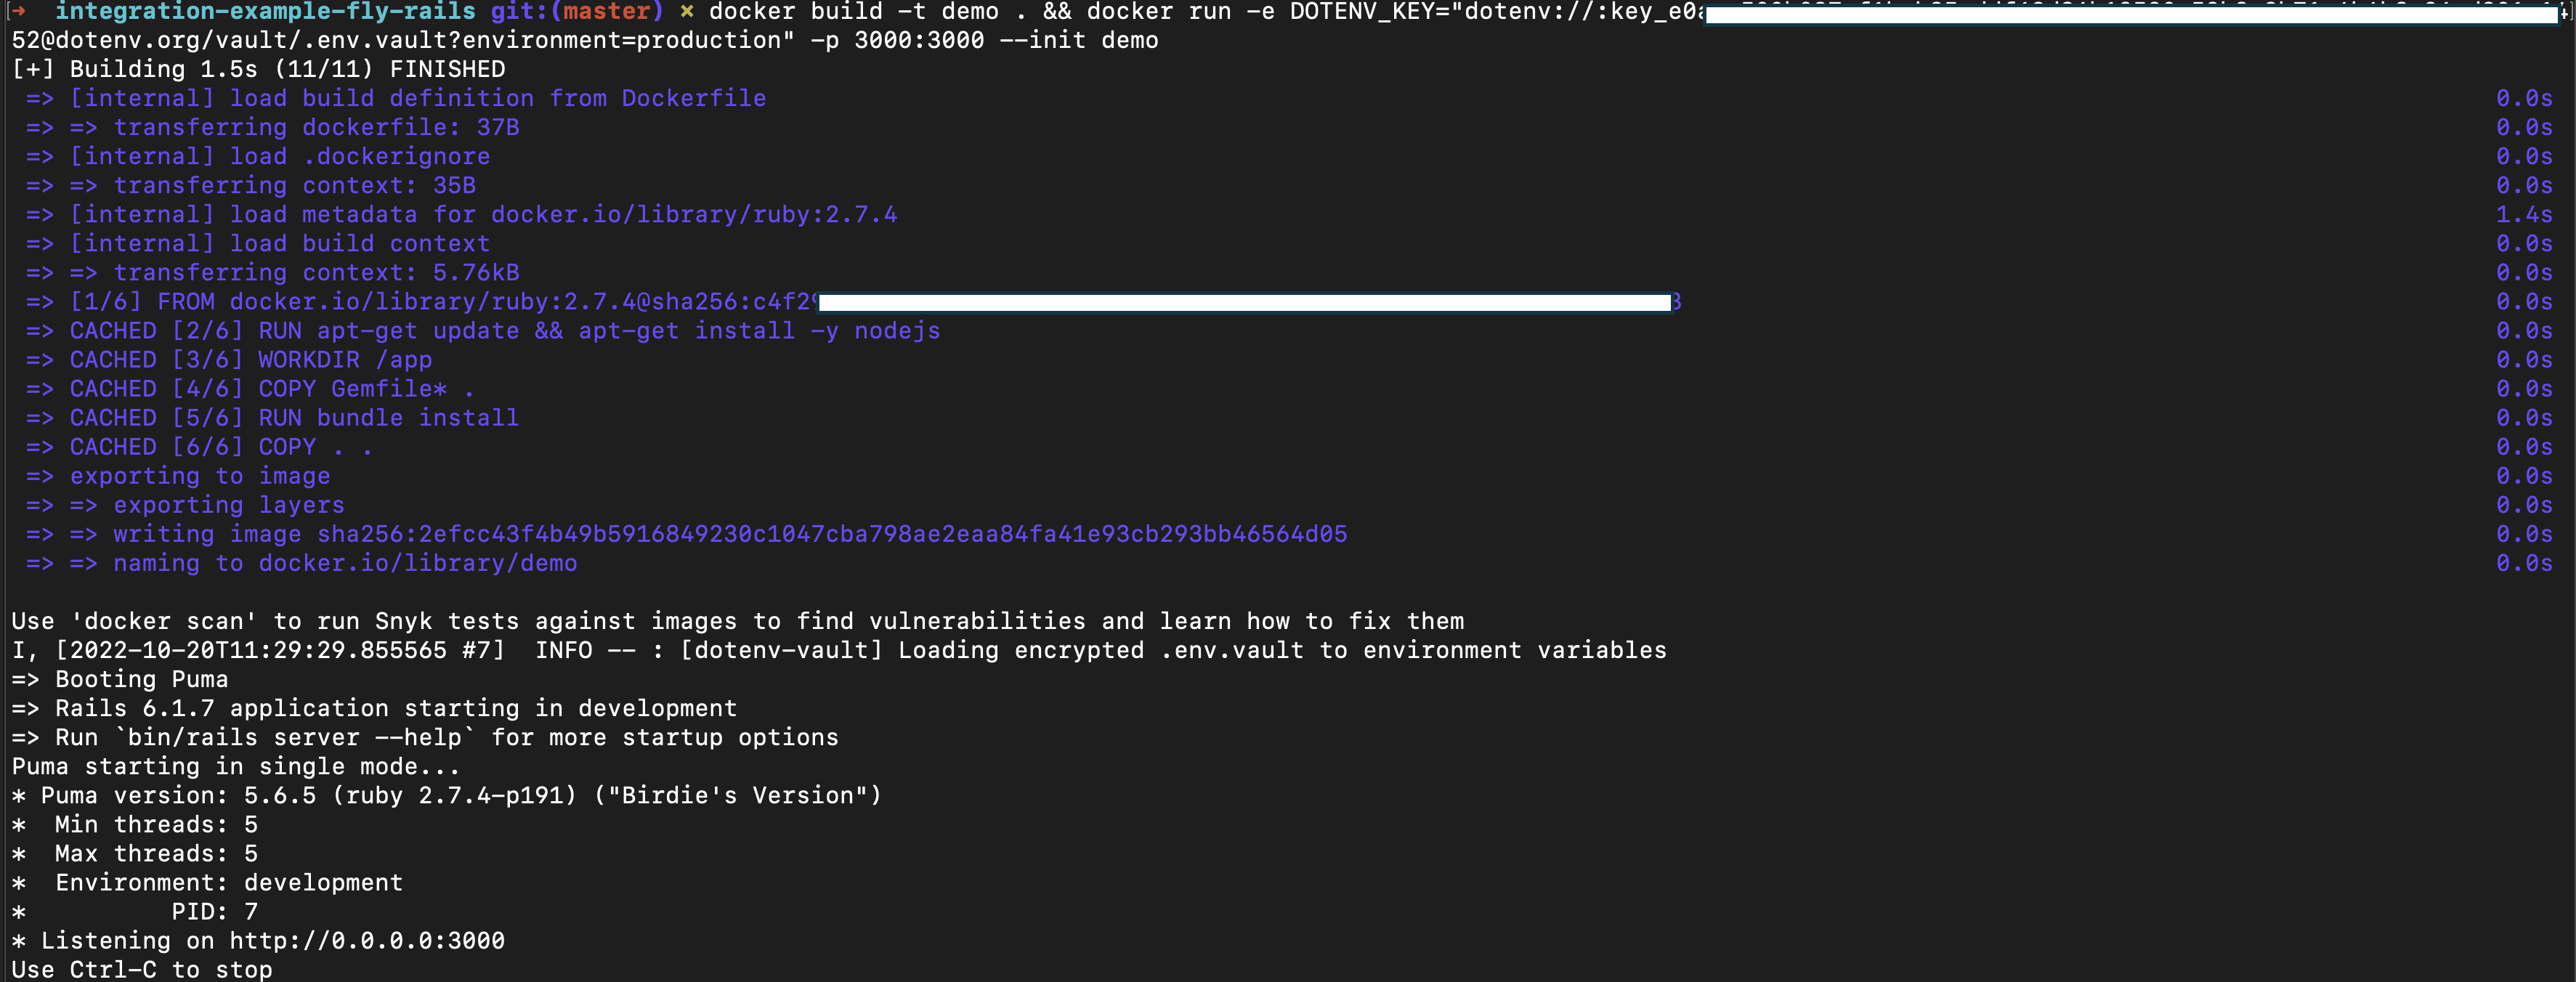 ➜ integration-example-fly-rails git:(master) ✗ docker build -t demo . && docker run -e DOTENV_KEY="dotenv://:key_e0
52@dotenv.org/vault/.env.vault?environment=production" -p 3000:3000 --init demo
[+] Building 1.5s (11/11) FINISHED
=> [internal] load build definition from Dockerfile 0.0s
=> => transferring dockerfile: 37B 0.0s
=> [internal] load .dockerignore 0.0s
=> => transferring context: 35B 0.0s
=> [internal] load metadata for docker.io/library/ruby:2.7.4 1.4s
=> [internal] load build context 0.0s
=> => transferring context: 5.76kB 0.0s
=> [1/6] FROM docker.io/library/ruby:2.7.4@sha256:c4f2 0.0s
=> CACHED [2/6] RUN apt-get update && apt-get install -y nodejs 0.0s
=> CACHED [3/6] WORKDIR /app 0.0s
=> CACHED [4/6] COPY Gemfile* . 0.0s
=> CACHED [5/6] RUN bundle install 0.0s
=> CACHED [6/6] COPY . . 0.0s
=> exporting to image 0.0s
=> => exporting layers 0.0s
=> => writing image sha256:2efcc43f4b49b5916849230c1047cba798ae2eaa84fa41e93cb293bb46564d05 0.0s
=> => naming to docker.io/library/demo 0.0s
Use 'docker scan' to run Snyk tests against images to find vulnerabilities and learn how to fix them
I, [2022-10-20T11:29:29.855565 #7]  INFO -- : [dotenv-vault] Loading encrypted .env.vault to environment variables
=> Booting Puma
=> Rails 6.1.7 application starting in development
=> Run `bin/rails server --help` for more startup options
Puma starting in single mode...
* Puma version: 5.6.5 (ruby 2.7.4-p191) ("Birdie's Version")
*  Min threads: 5
*  Max threads: 5
*  Environment: development
*          PID: 7
* Listening on http://0.0.0.0:3000
Use Ctrl-C to stop